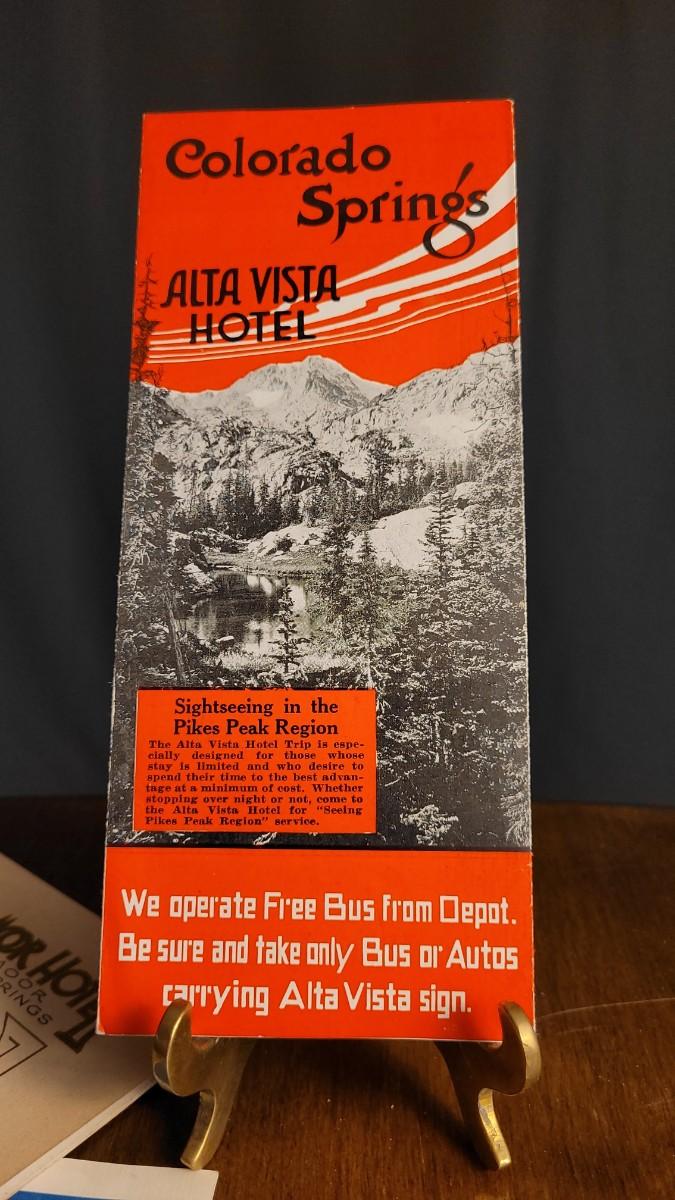 Colorado
Springs
ALTA VISTA
HOTEL
Sightseeing in the
Pikes Peak Region
The Alta Vista Hotel Trip is espe-
cially designed for those whose
stay is limited and who desire to
spend their time to the best advan-
tage at a minimum of cost. Whether
stopping over night or not, come to
the Alta Vista Hotel for "Seeing
Pikes Peak Region" service.
We operate Free Bus from Depot.
Be sure and take only Bus or Autos
carrying Alta Vista sign.